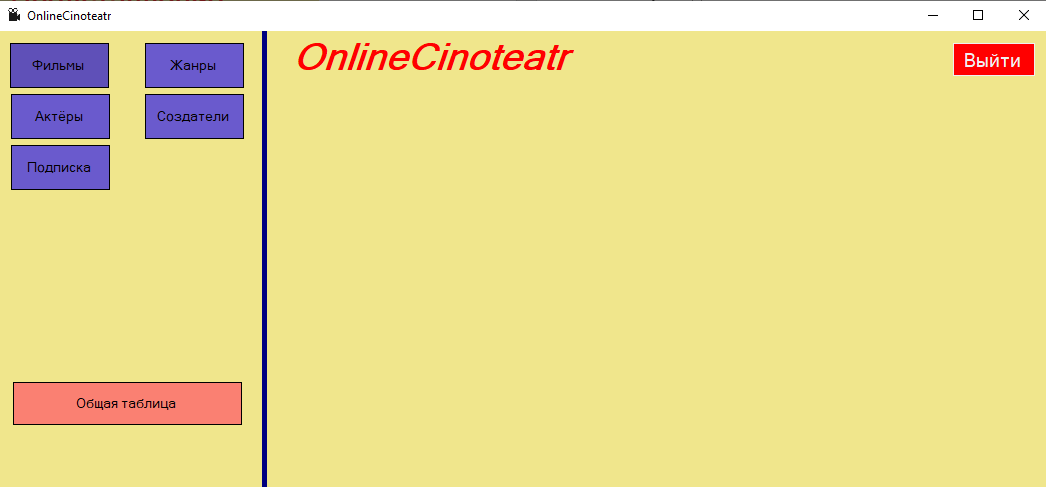 OnlineCinoteatr
OnlineCinoteatr
Выйти
Фильмы
Жанры
Актёры
Создатели
Подписка
Общая таблица